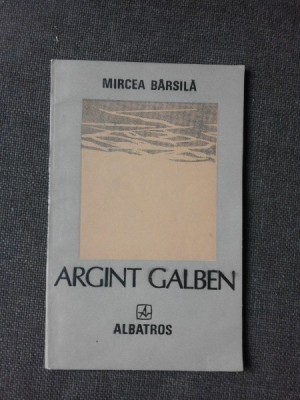 MIRCEA BÂRSILĂ
ARGINT GALBEN
A
ALBATROS